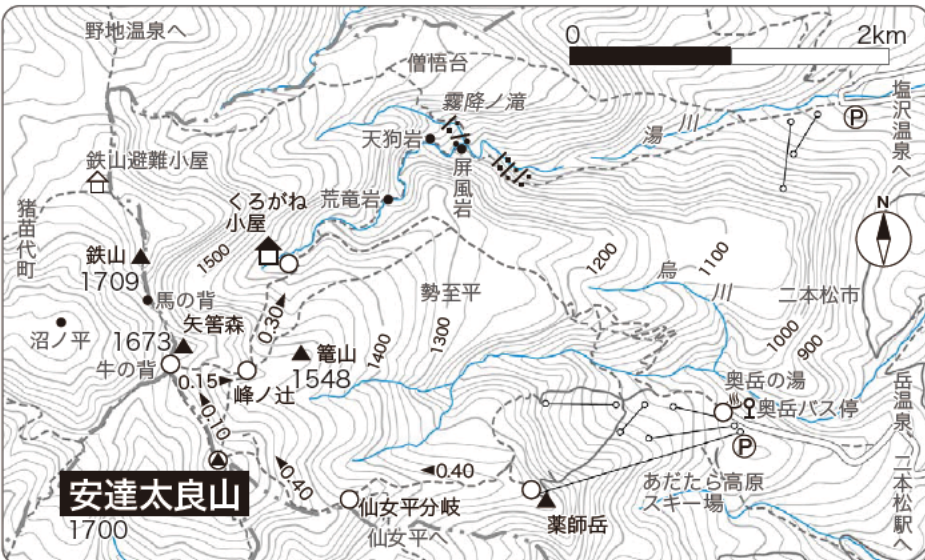 野地温泉へ
0
2km
僧悟台
霧降ノ滝
湯川
塩沢温泉へ
P
天狗岩
屏風岩
鉄山避難小屋
荒竜岩
くろがね
小屋
猪苗代町
N
鉄山
1709
1500
1200
1100
烏川
馬の背
勢至平
二本松市
矢筈森
1673
0.30
沼ノ平
篭山
1548
1400
1300
1000
900
牛の背
0.15
峰ノ辻
奥岳の湯
奥岳バス停
岳温泉
0.10
P
安達太良山
1700
0.40
0.40
仙女平分岐
仙女平へ
薬師岳
あだたら高原
スキー場
二本松駅へ